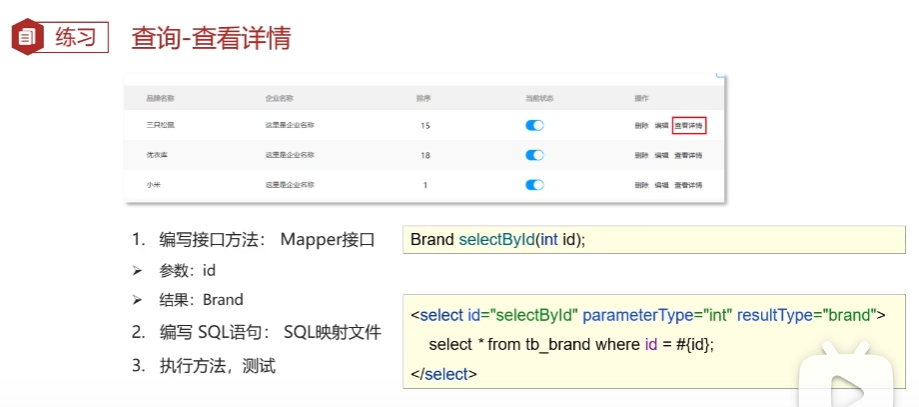 练习
查询-查看详情
品牌名称 企业名称 排序 当前状态 操作
三只松鼠 这里是企业名称 15 删除 编辑 查看详情
优衣库 这里是企业名称 18 删除 编辑 查看详情
小米 这里是企业名称 1 删除 编辑 查看详情
1. 编写接口方法： Mapper接口
➢ 参数：id
➢ 结果：Brand
2. 编写 SQL语句： SQL映射文件
3. 执行方法，测试
Brand selectById(int id);
<select id="selectById" parameterType="int" resultType="brand">
select * from tb_brand where id = #{id};
</select>